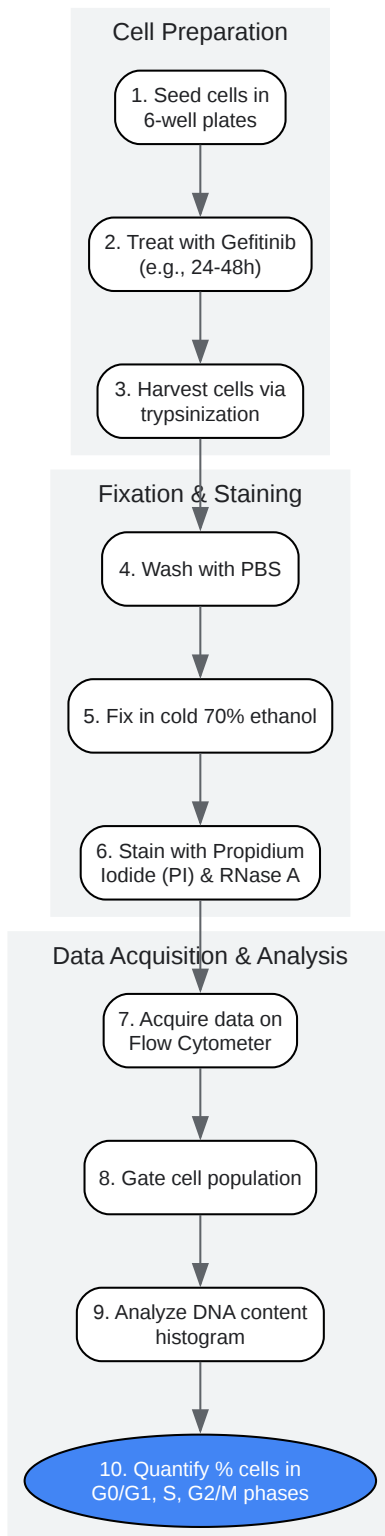 Cell Preparation
1. Seed cells in
6-well plates
2. Treat with Gefitinib
(e.g., 24-48h)
3. Harvest cells via
trypsinization
Fixation & Staining
4. Wash with PBS
5. Fix in cold 70% ethanol
6. Stain with Propidium
Iodide (PI) & RNase A
Data Acquisition & Analysis
7. Acquire data on
Flow Cytometer
8. Gate cell population
9. Analyze DNA content
histogram
10. Quantify % cells in
G0/G1, S, G2/M phases